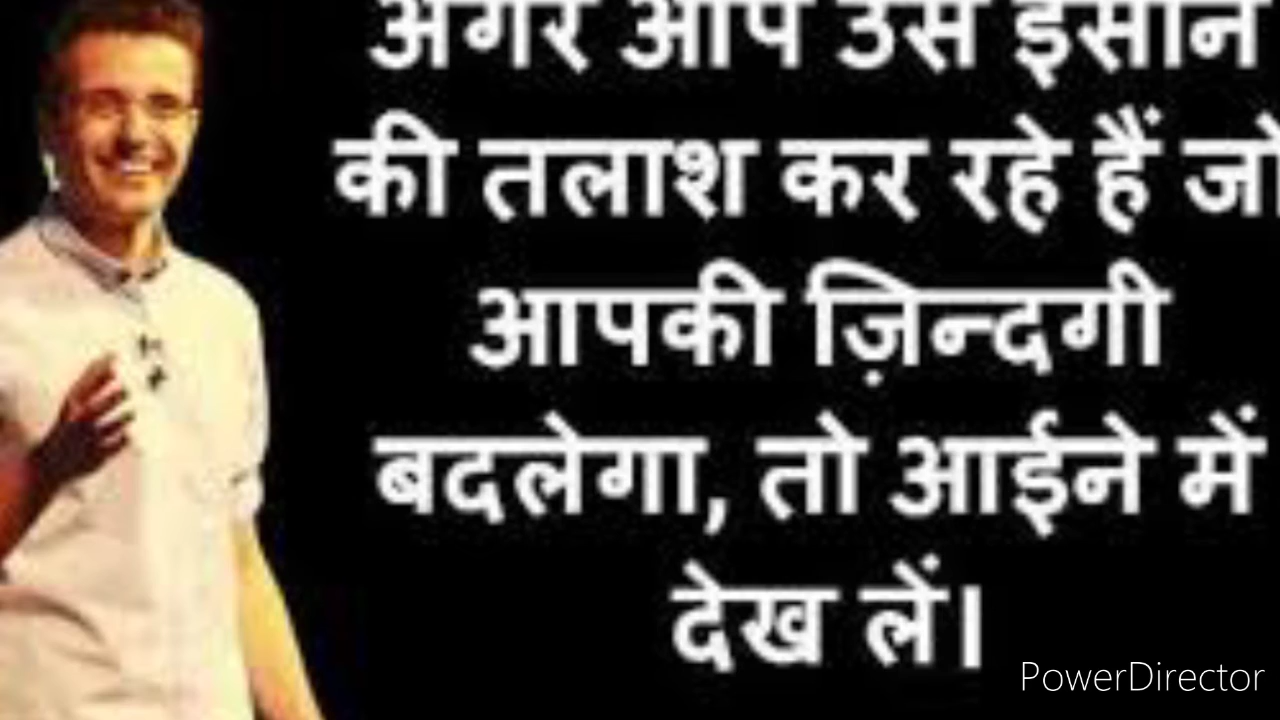 अगर आप उस इंसान
की तलाश कर रहे हैं जो
आपकी ज़िन्दगी
बदलेगा, तो आईने में
देख लें।
PowerDirector